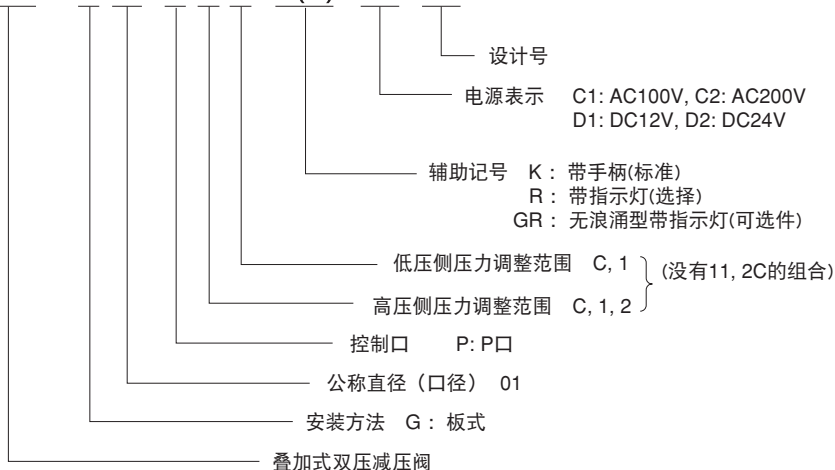 设计号
电源表示 C1: AC100V, C2: AC200V
D1: DC12V, D2: DC24V
辅助记号 K： 带手柄(标准)
R： 带指示灯(选择)
GR： 无浪涌型带指示灯(可选件)
低压侧压力调整范围 C, 1
(没有11, 2C的组合)
高压侧压力调整范围 C, 1, 2
控制口 P: P口
公称直径（口径） 01
安装方法 G： 板式
叠加式双压减压阀